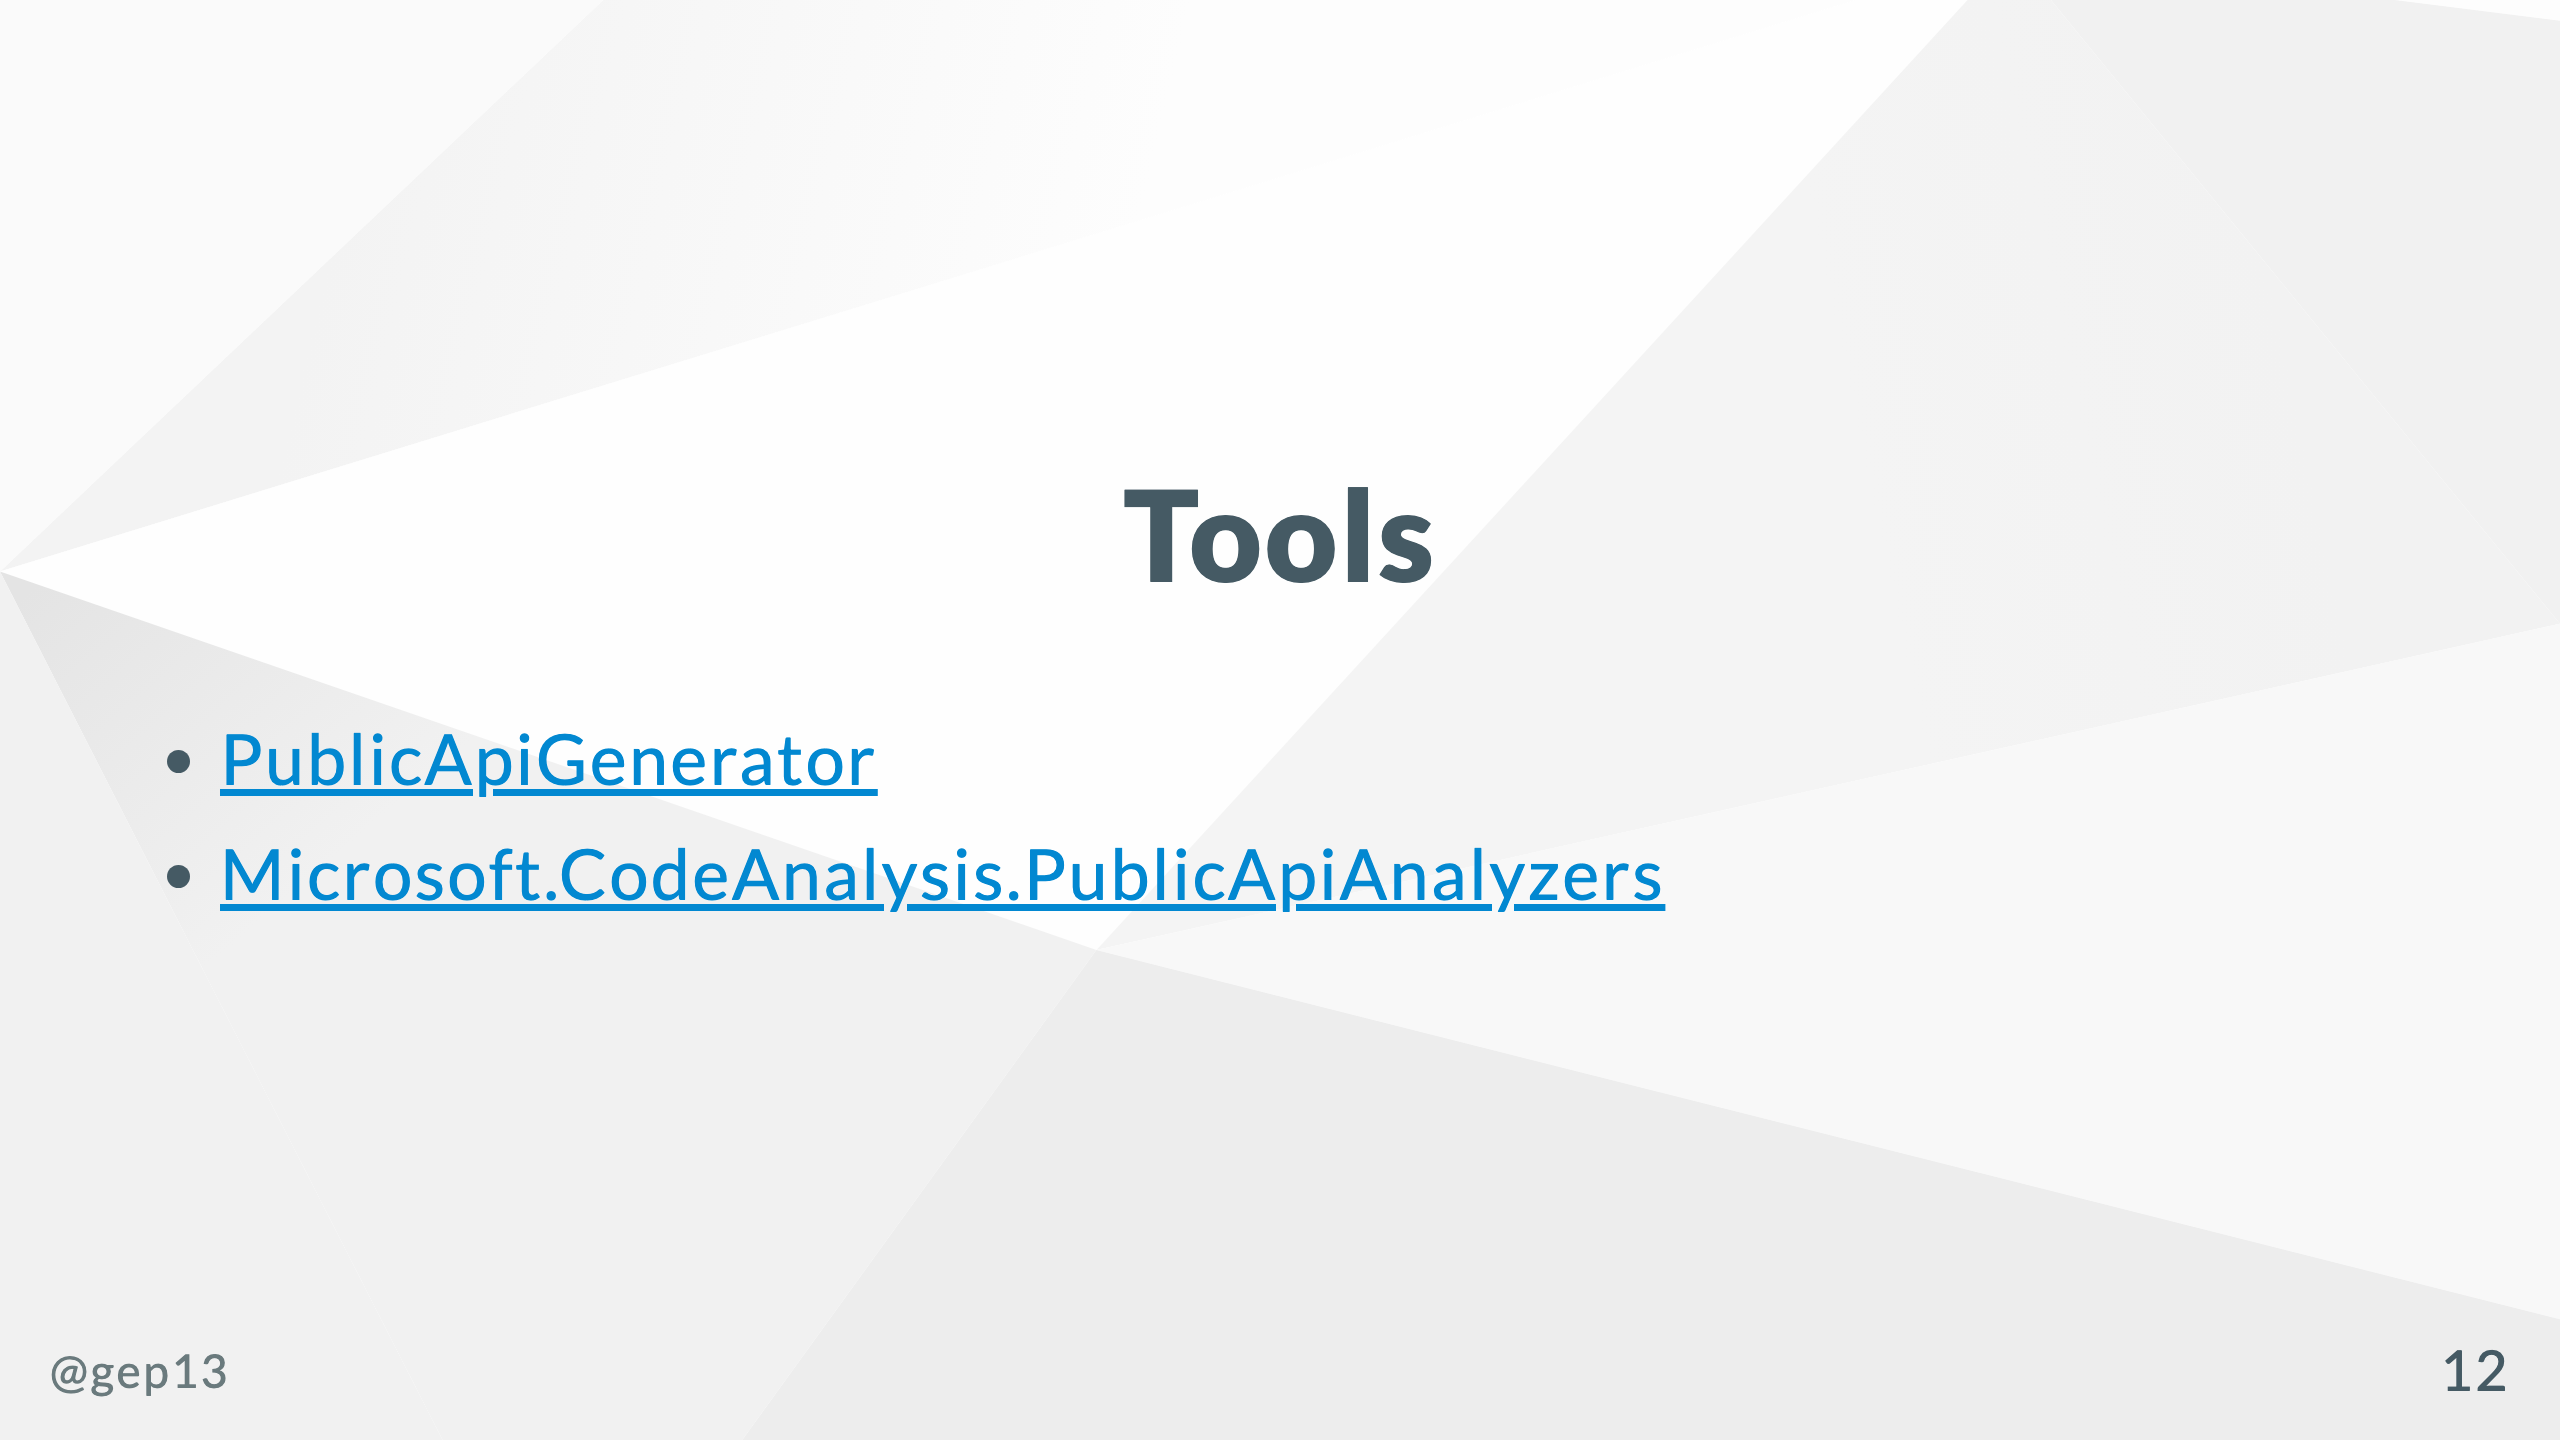 Tools
• PublicApiGenerator
• Microsoft.CodeAnalysis.PublicApiAnalyzers
@gep13
12